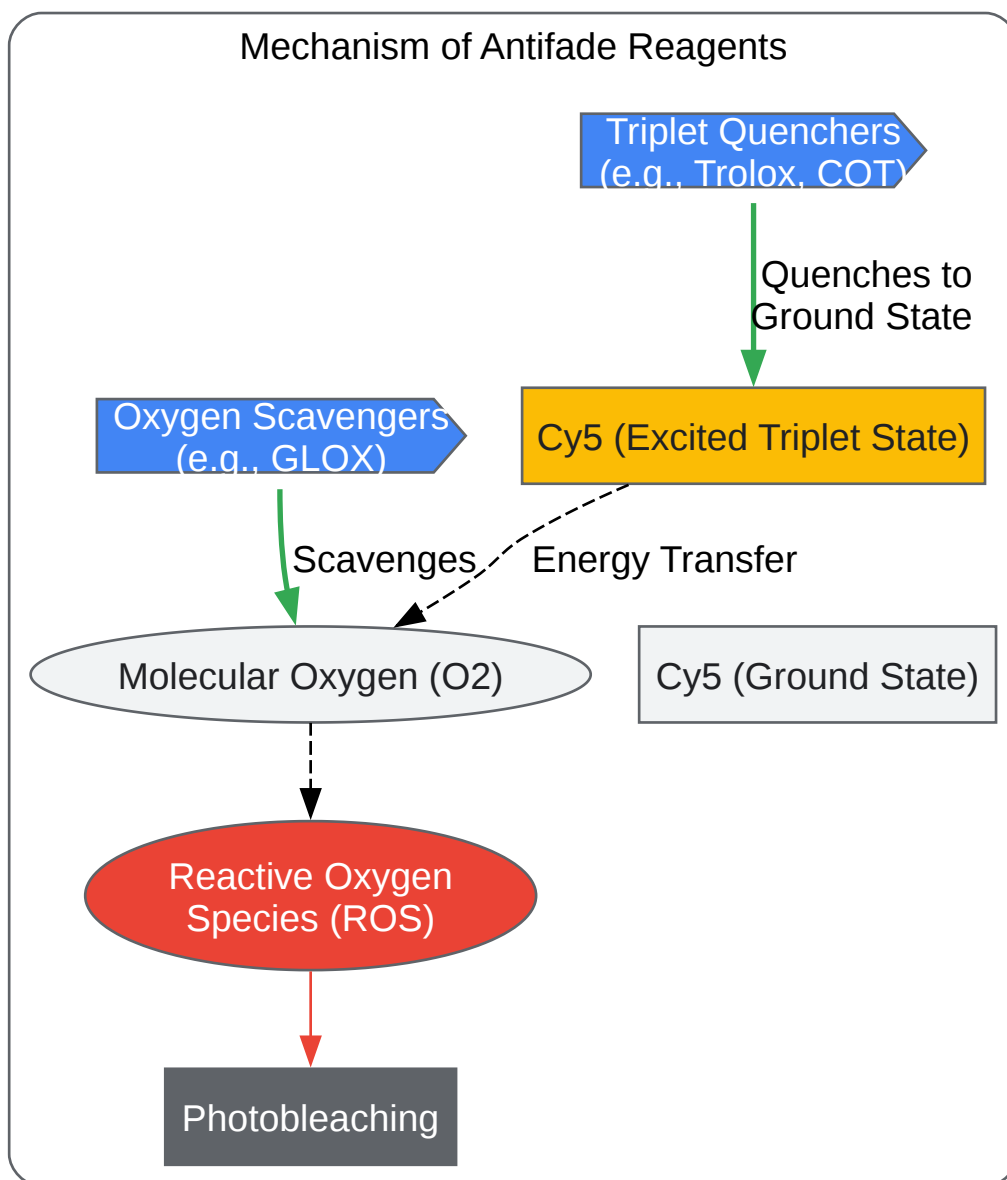 Mechanism of Antifade Reagents
Triplet Quenchers
(e.g., Trolox, COT)
Quenches to
Ground State
Oxygen Scavengers
(e.g., GLOX)
Cy5 (Excited Triplet State)
Scavenges
Energy Transfer
Molecular Oxygen (O2)
Cy5 (Ground State)
Reactive Oxygen
Species (ROS)
Photobleaching